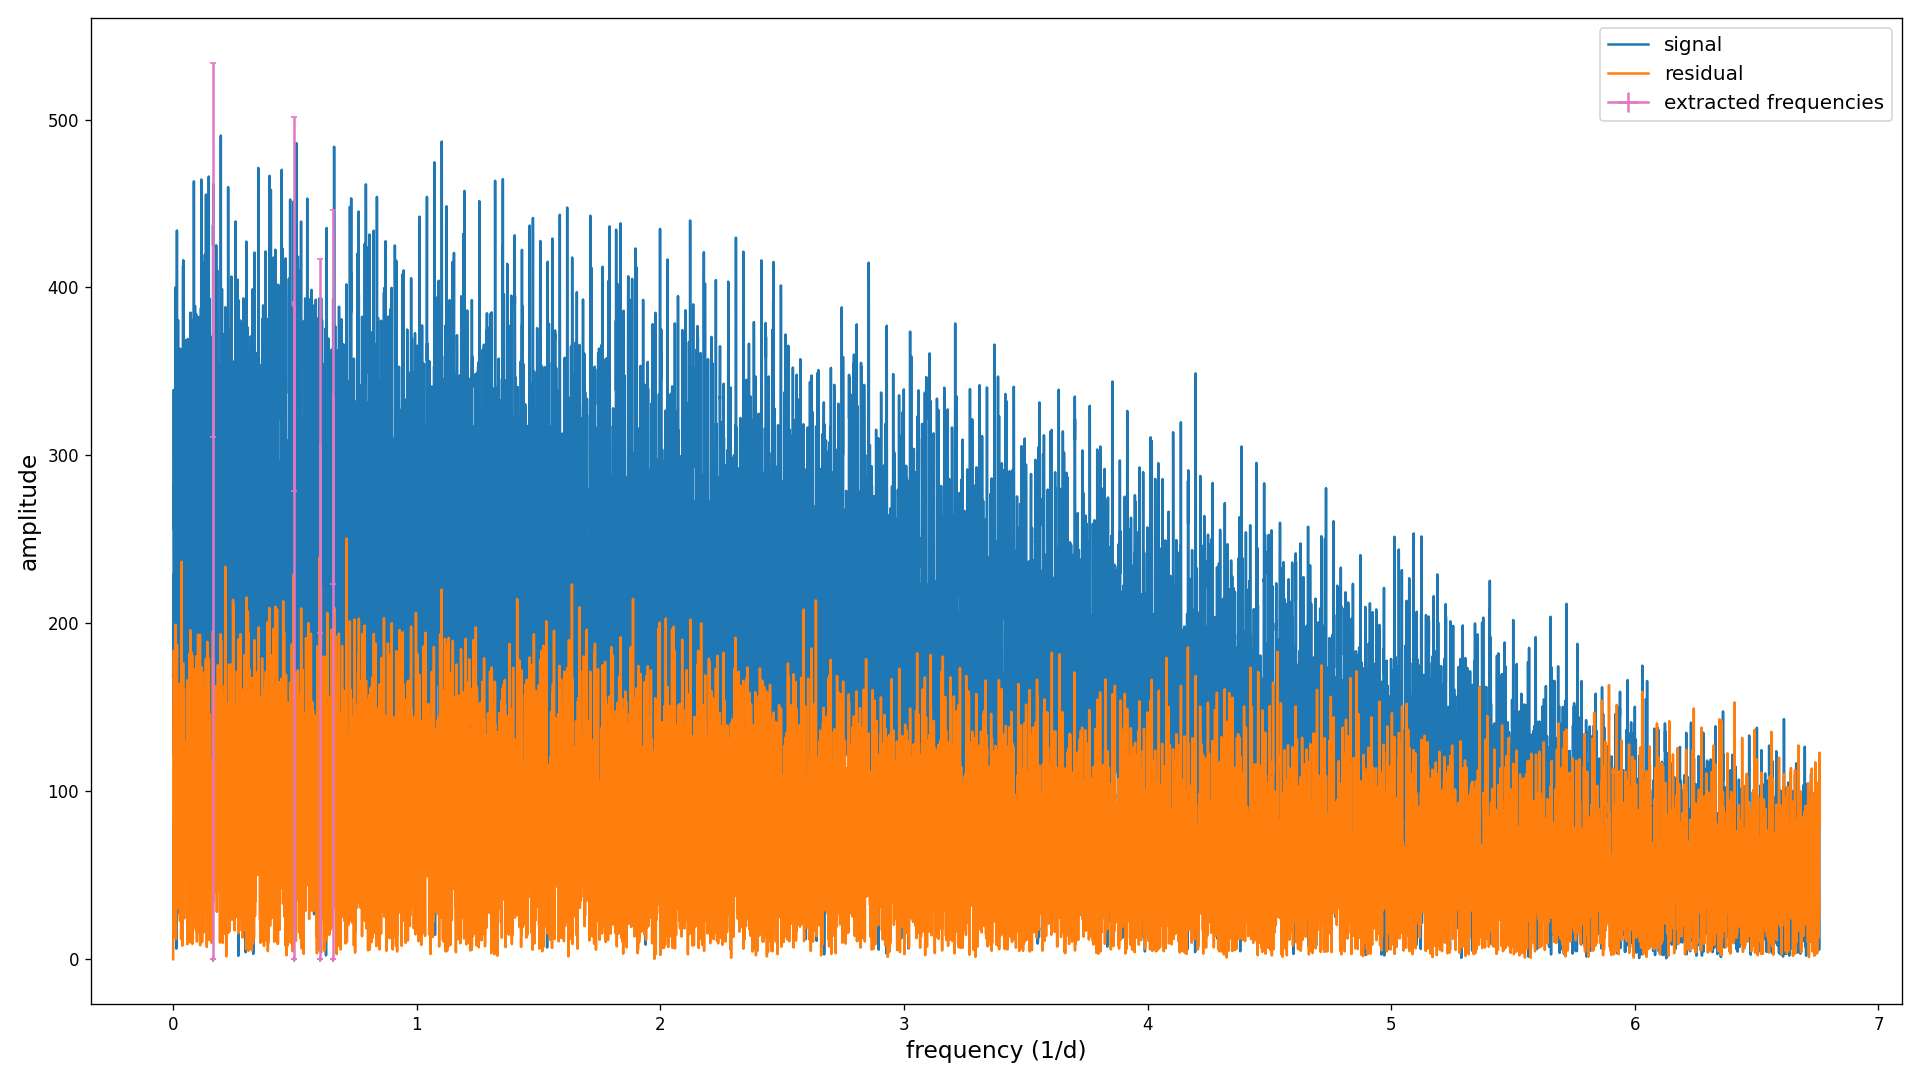 signal
residual
extracted frequencies
500
400
300
200
100
0
amplitude
0 1 2 3 4 5 6 7
frequency (1/d)